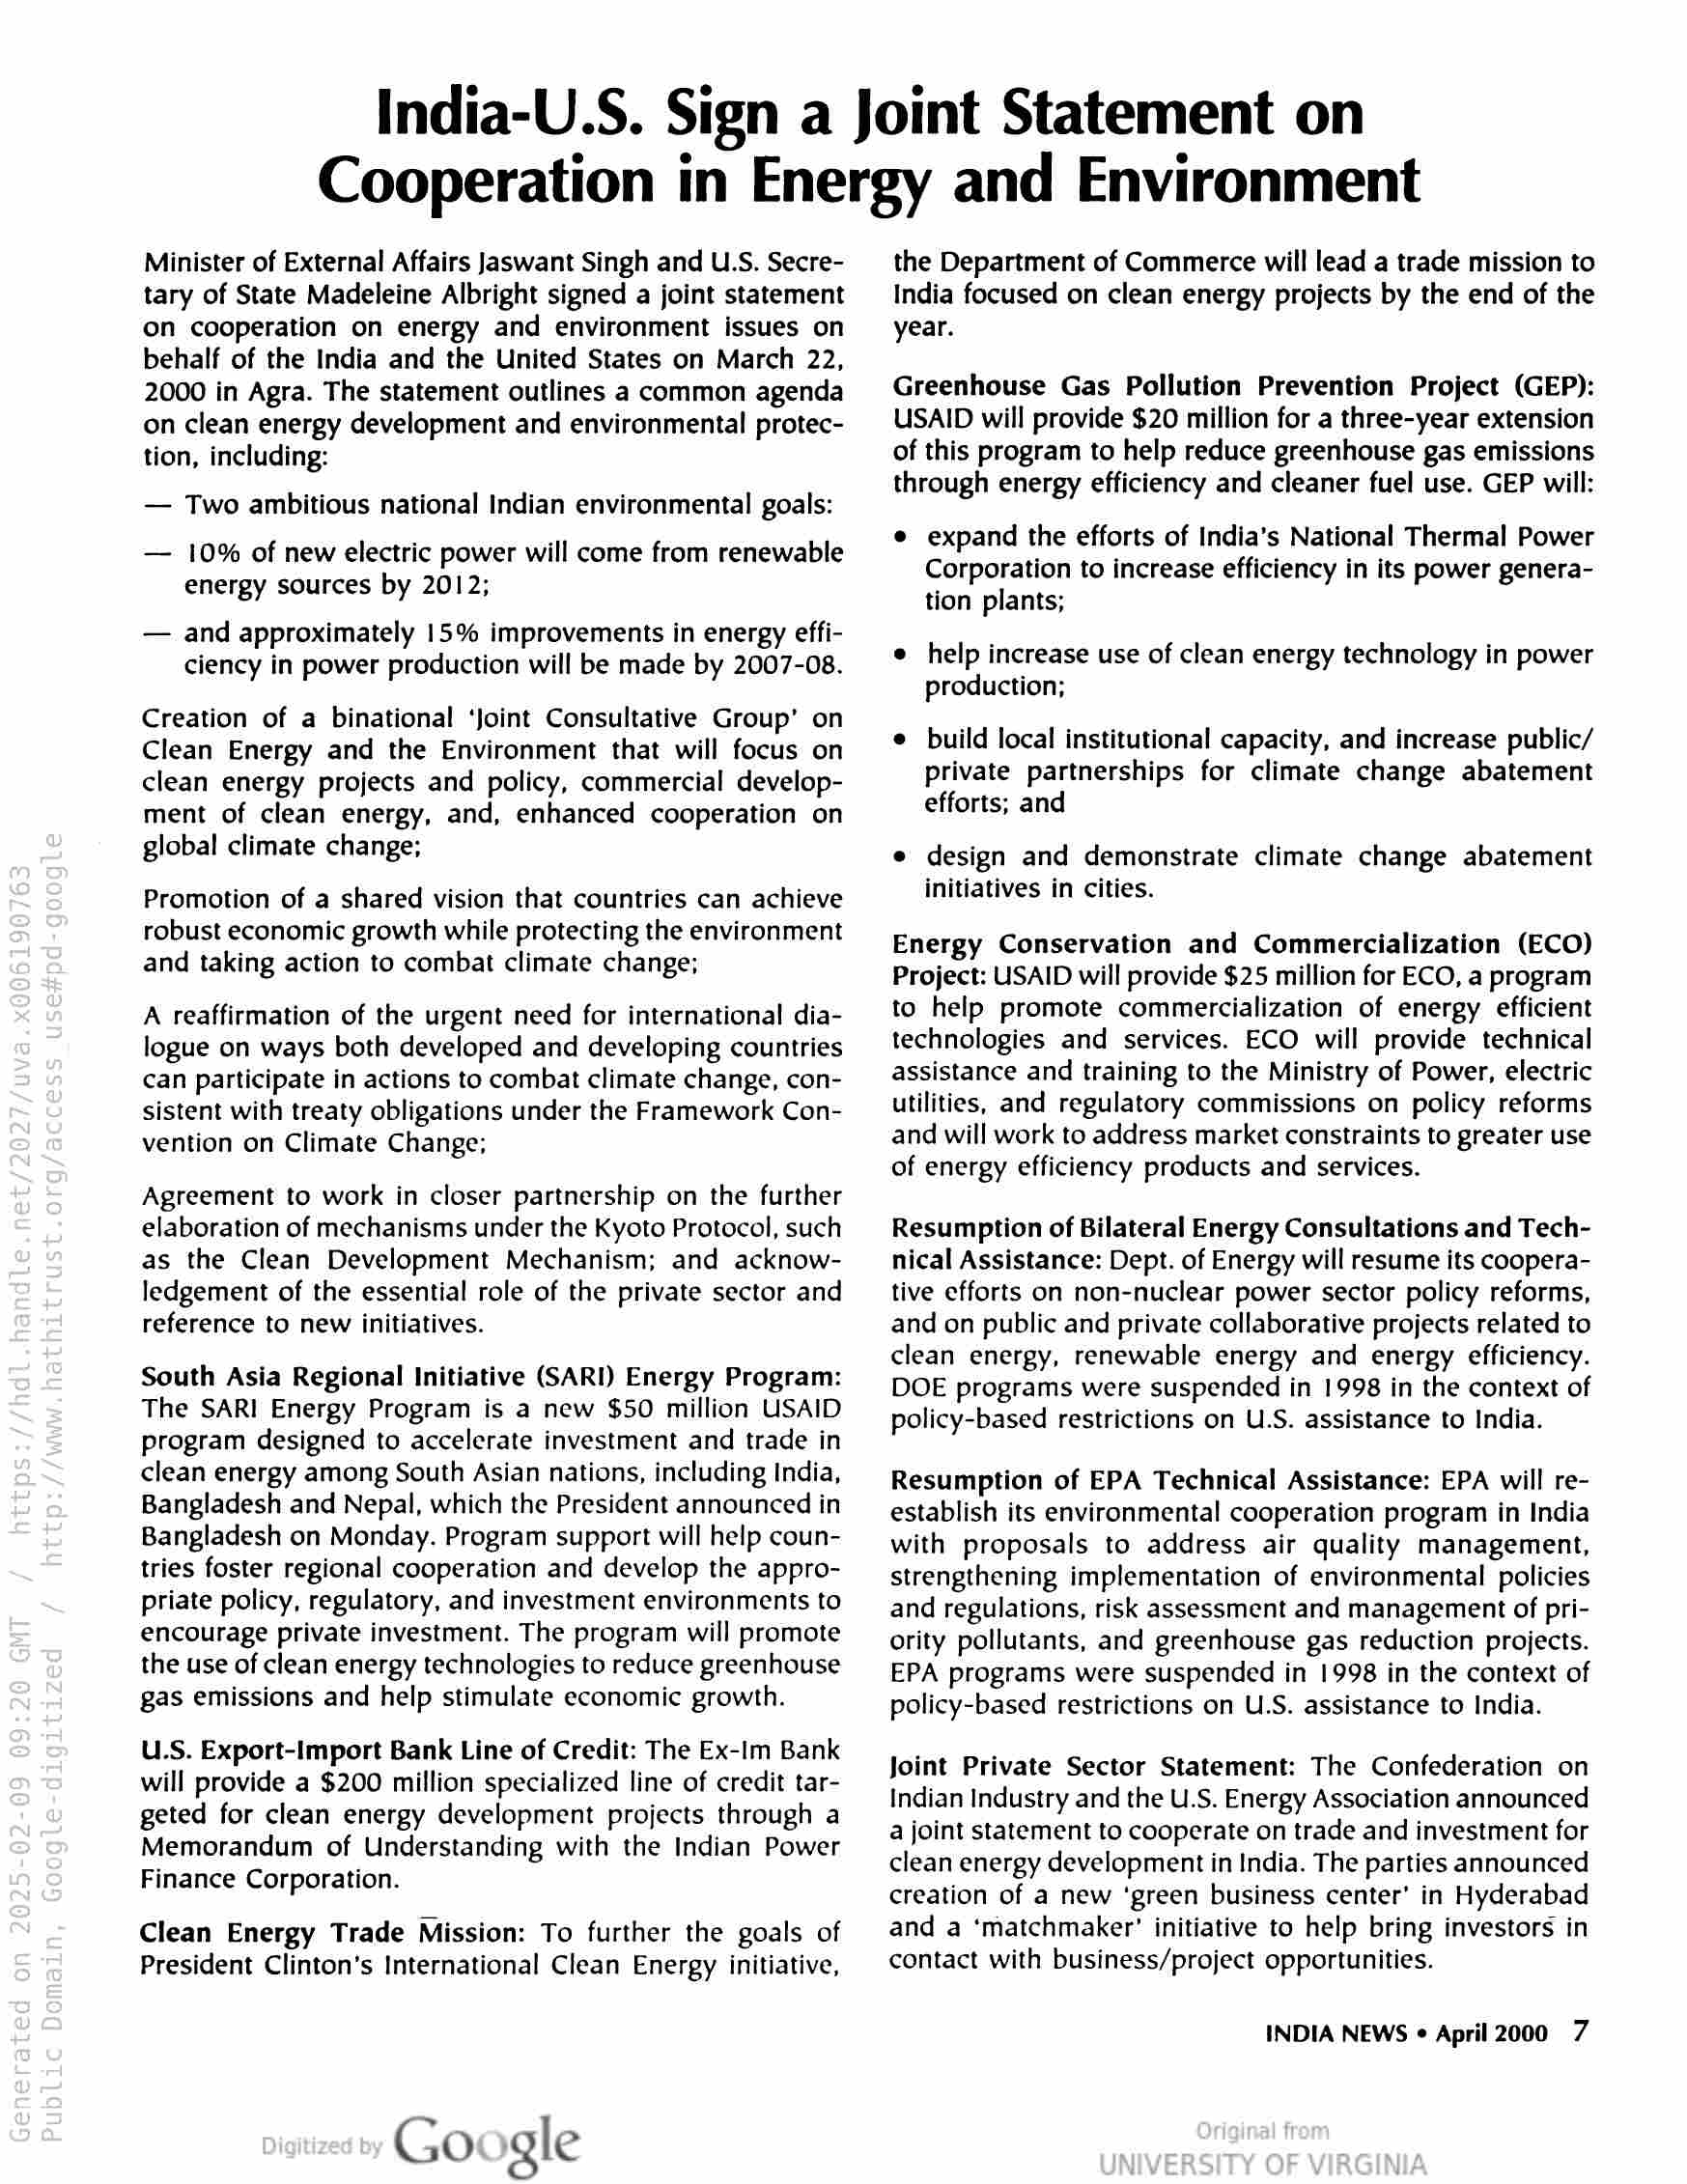 India-U.S. Sign a Joint Statement on
Cooperation in Energy and Environment
Minister of External Affairs Jaswant Singh and U.S. Secre-
tary of State Madeleine Albright signed a joint statement
on cooperation on energy and environment issues on
behalf of the India and the United States on March 22,
2000 in Agra. The statement outlines a common agenda
on clean energy development and environmental protec-
tion, including:
— Two ambitious national Indian environmental goals:
— 10% of new electric power will come from renewable
energy sources by 2012;
— and approximately 15% improvements in energy effi-
ciency in power production will be made by 2007-08.
Creation of a binational 'Joint Consultative Group' on
Clean Energy and the Environment that will focus on
clean energy projects and policy, commercial develop-
ment of clean energy, and, enhanced cooperation on
global climate change;
Promotion of a shared vision that countries can achieve
robust economic growth while protecting the environment
and taking action to combat climate change;
A reaffirmation of the urgent need for international dia-
logue on ways both developed and developing countries
can participate in actions to combat climate change, con-
sistent with treaty obligations under the Framework Con-
vention on Climate Change;
Agreement to work in closer partnership on the further
elaboration of mechanisms under the Kyoto Protocol, such
as the Clean Development Mechanism; and acknow-
ledgement of the essential role of the private sector and
reference to new initiatives.
South Asia Regional Initiative (SARI) Energy Program:
The SARI Energy Program is a new $50 million USAID
program designed to accelerate investment and trade in
clean energy among South Asian nations, including India,
Bangladesh and Nepal, which the President announced in
Bangladesh on Monday. Program support will help coun-
tries foster regional cooperation and develop the appro-
priate policy, regulatory, and investment environments to
encourage private investment. The program will promote
the use of clean energy technologies to reduce greenhouse
gas emissions and help stimulate economic growth.
U.S. Export-Import Bank Line of Credit: The Ex-Im Bank
will provide a $200 million specialized line of credit tar-
geted for clean energy development projects through a
Memorandum of Understanding with the Indian Power
Finance Corporation.
Clean Energy Trade Mission: To further the goals of
President Clinton's International Clean Energy initiative,
the Department of Commerce will lead a trade mission to
India focused on clean energy projects by the end of the
year.
Greenhouse Gas Pollution Prevention Project (GEP):
USAID will provide $20 million for a three-year extension
of this program to help reduce greenhouse gas emissions
through energy efficiency and cleaner fuel use. GEP will:
• expand the efforts of India's National Thermal Power
Corporation to increase efficiency in its power genera-
tion plants;
• help increase use of clean energy technology in power
production;
• build local institutional capacity, and increase public/
private partnerships for climate change abatement
efforts; and
• design and demonstrate climate change abatement
initiatives in cities.
Energy Conservation and Commercialization (ECO)
Project: USAID will provide $25 million for ECO, a program
to help promote commercialization of energy efficient
technologies and services. ECO will provide technical
assistance and training to the Ministry of Power, electric
utilities, and regulatory commissions on policy reforms
and will work to address market constraints to greater use
of energy efficiency products and services.
Resumption of Bilateral Energy Consultations and Tech-
nical Assistance: Dept. of Energy will resume its coopera-
tive efforts on non-nuclear power sector policy reforms,
and on public and private collaborative projects related to
clean energy, renewable energy and energy efficiency.
DOE programs were suspended in 1998 in the context of
policy-based restrictions on U.S. assistance to India.
Resumption of EPA Technical Assistance: EPA will re-
establish its environmental cooperation program in India
with proposals to address air quality management,
strengthening implementation of environmental policies
and regulations, risk assessment and management of pri-
ority pollutants, and greenhouse gas reduction projects.
EPA programs were suspended in 1998 in the context of
policy-based restrictions on U.S. assistance to India.
Joint Private Sector Statement: The Confederation on
Indian Industry and the U.S. Energy Association announced
a joint statement to cooperate on trade and investment for
clean energy development in India. The parties announced
creation of a new 'green business center' in Hyderabad
and a 'matchmaker' initiative to help bring investors in
contact with business/project opportunities.
INDIA NEWS • April 2000 7
Generated on 2025-02-09 09:20 GMT / https://hdl.handle.net/2027/uva.x006190763
Public Domain, Google-digitized / http://www.hathitrust.org/access_use#pd-google
Digitized by Google
Original from
UNIVERSITY OF VIRGINIA